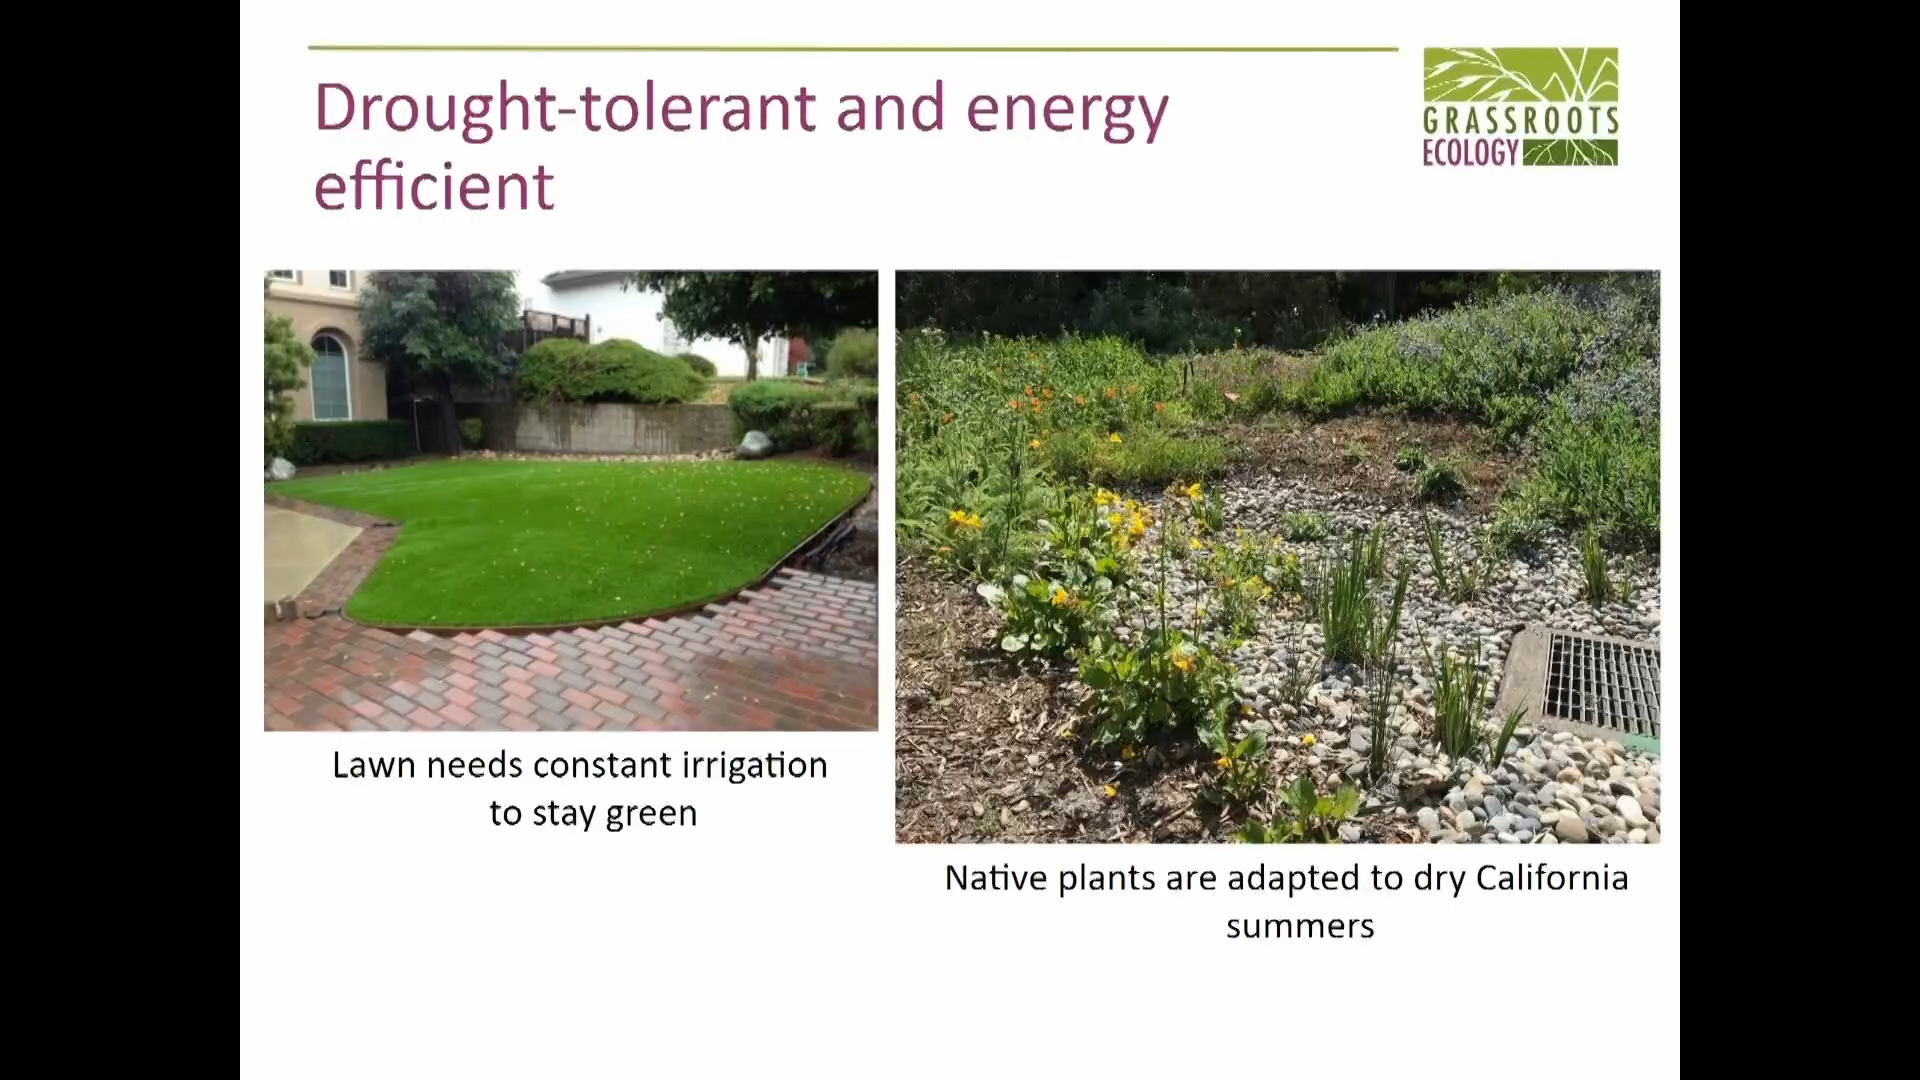 Drought-tolerant and energy
efficient
GRASSROOTS
ECOLOGY
Lawn needs constant irrigation
to stay green
Native plants are adapted to dry California
summers